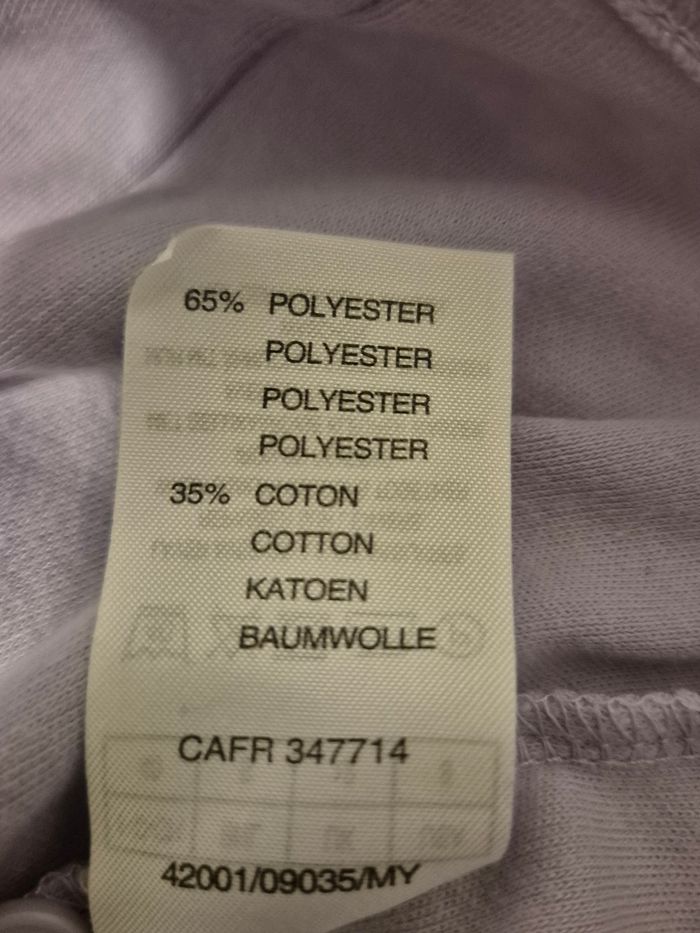 65% POLYESTER
POLYESTER
POLYESTER
POLYESTER
35% COTON
COTTON
KATOEN
BAUMWOLLE
CAFR 347714
42001/09035/MY